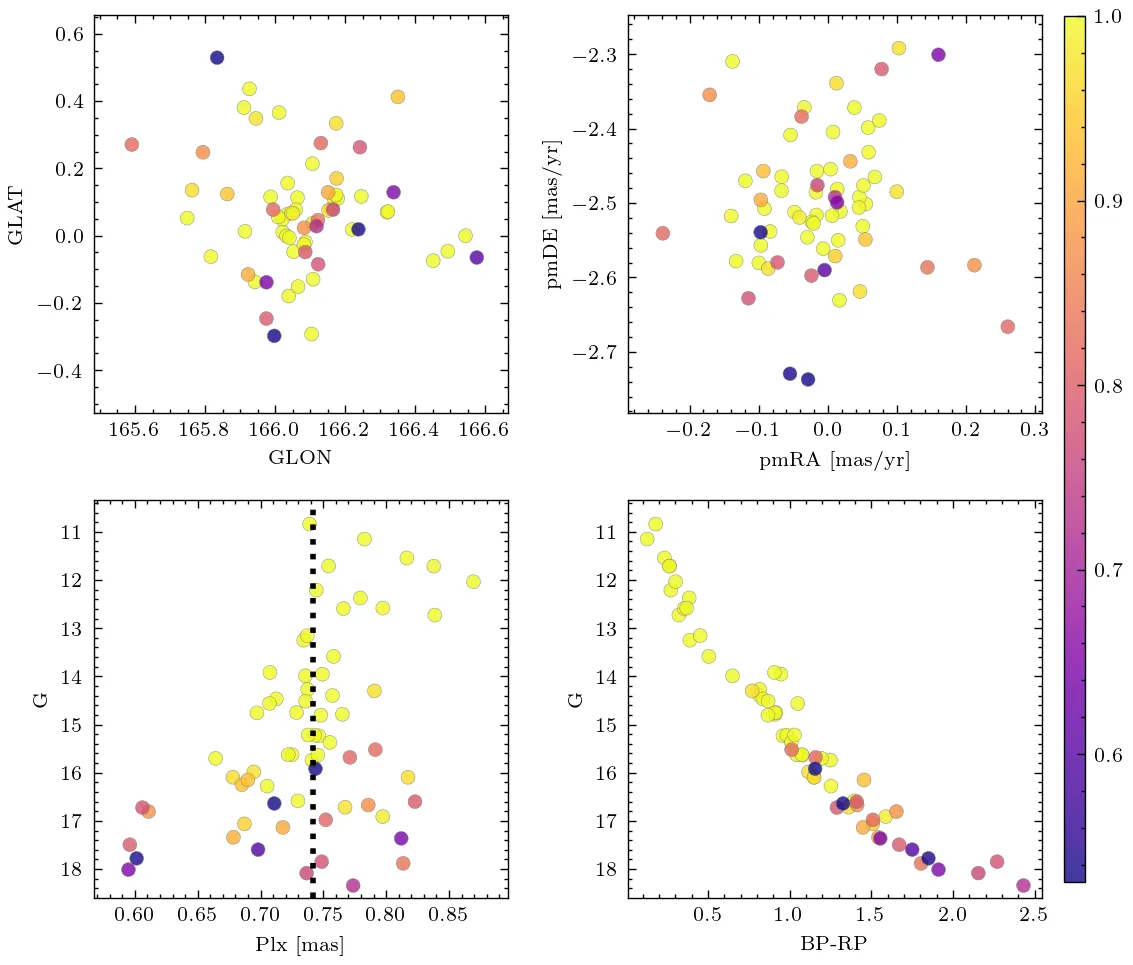 0.6
0.4
0.2
0.0
−0.2
−0.4
GLAT
165.6 165.8 166.0 166.2 166.4 166.6
GLON
−2.3
−2.4
−2.5
−2.6
−2.7
pmDE [mas/yr]
−0.2 −0.1 0.0 0.1 0.2 0.3
pmRA [mas/yr]
1.0
0.9
0.8
0.7
0.6
11
12
13
14
15
16
17
18
G
0.60 0.65 0.70 0.75 0.80 0.85
Plx [mas]
11
12
13
14
15
16
17
18
G
0.5 1.0 1.5 2.0 2.5
BP-RP